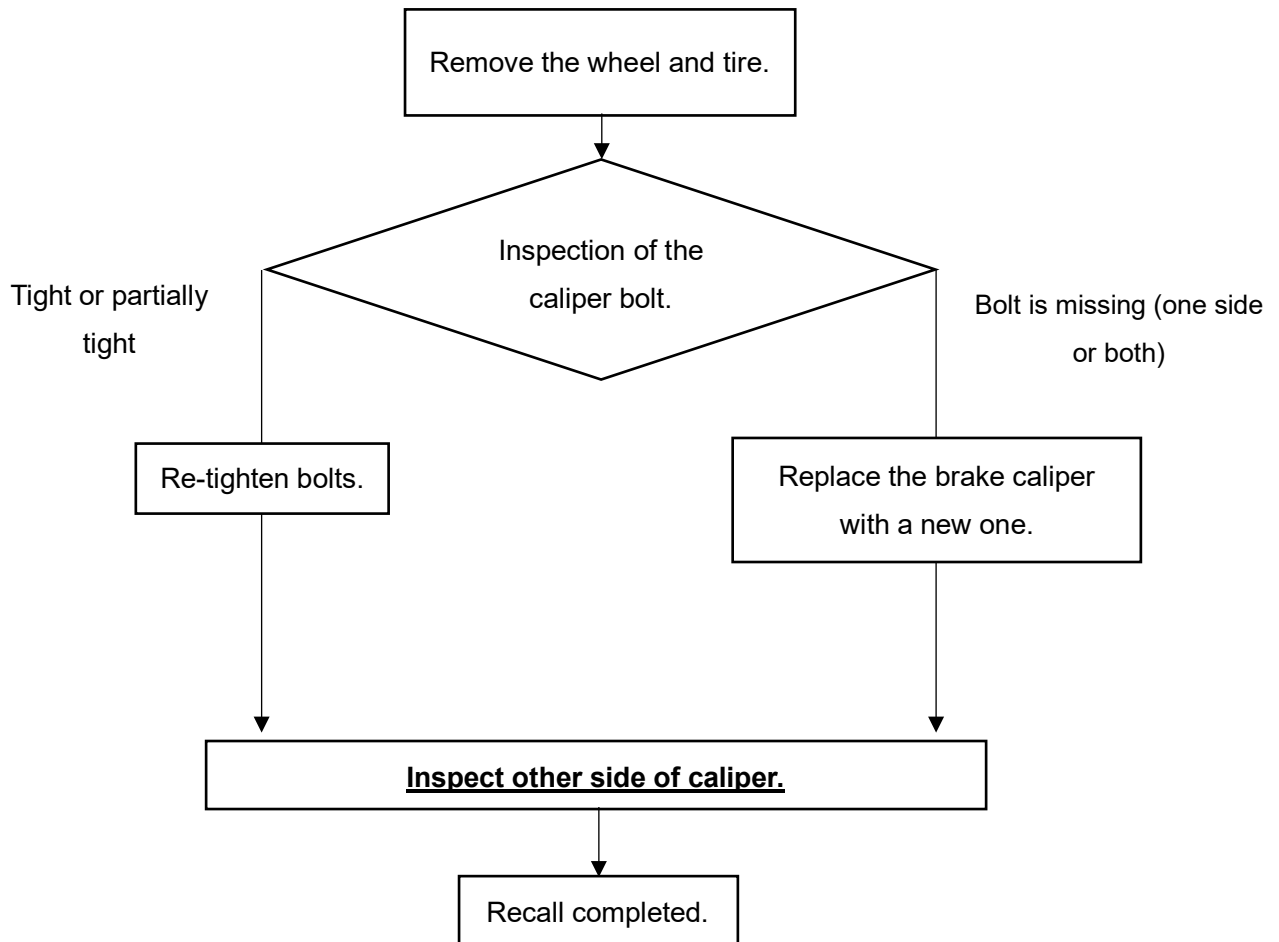 Remove the wheel and tire.
Inspection of the
caliper bolt.
Tight or partially
tight
Bolt is missing (one side
or both)
Re-tighten bolts.
Replace the brake caliper
with a new one.
Inspect other side of caliper.
Recall completed.